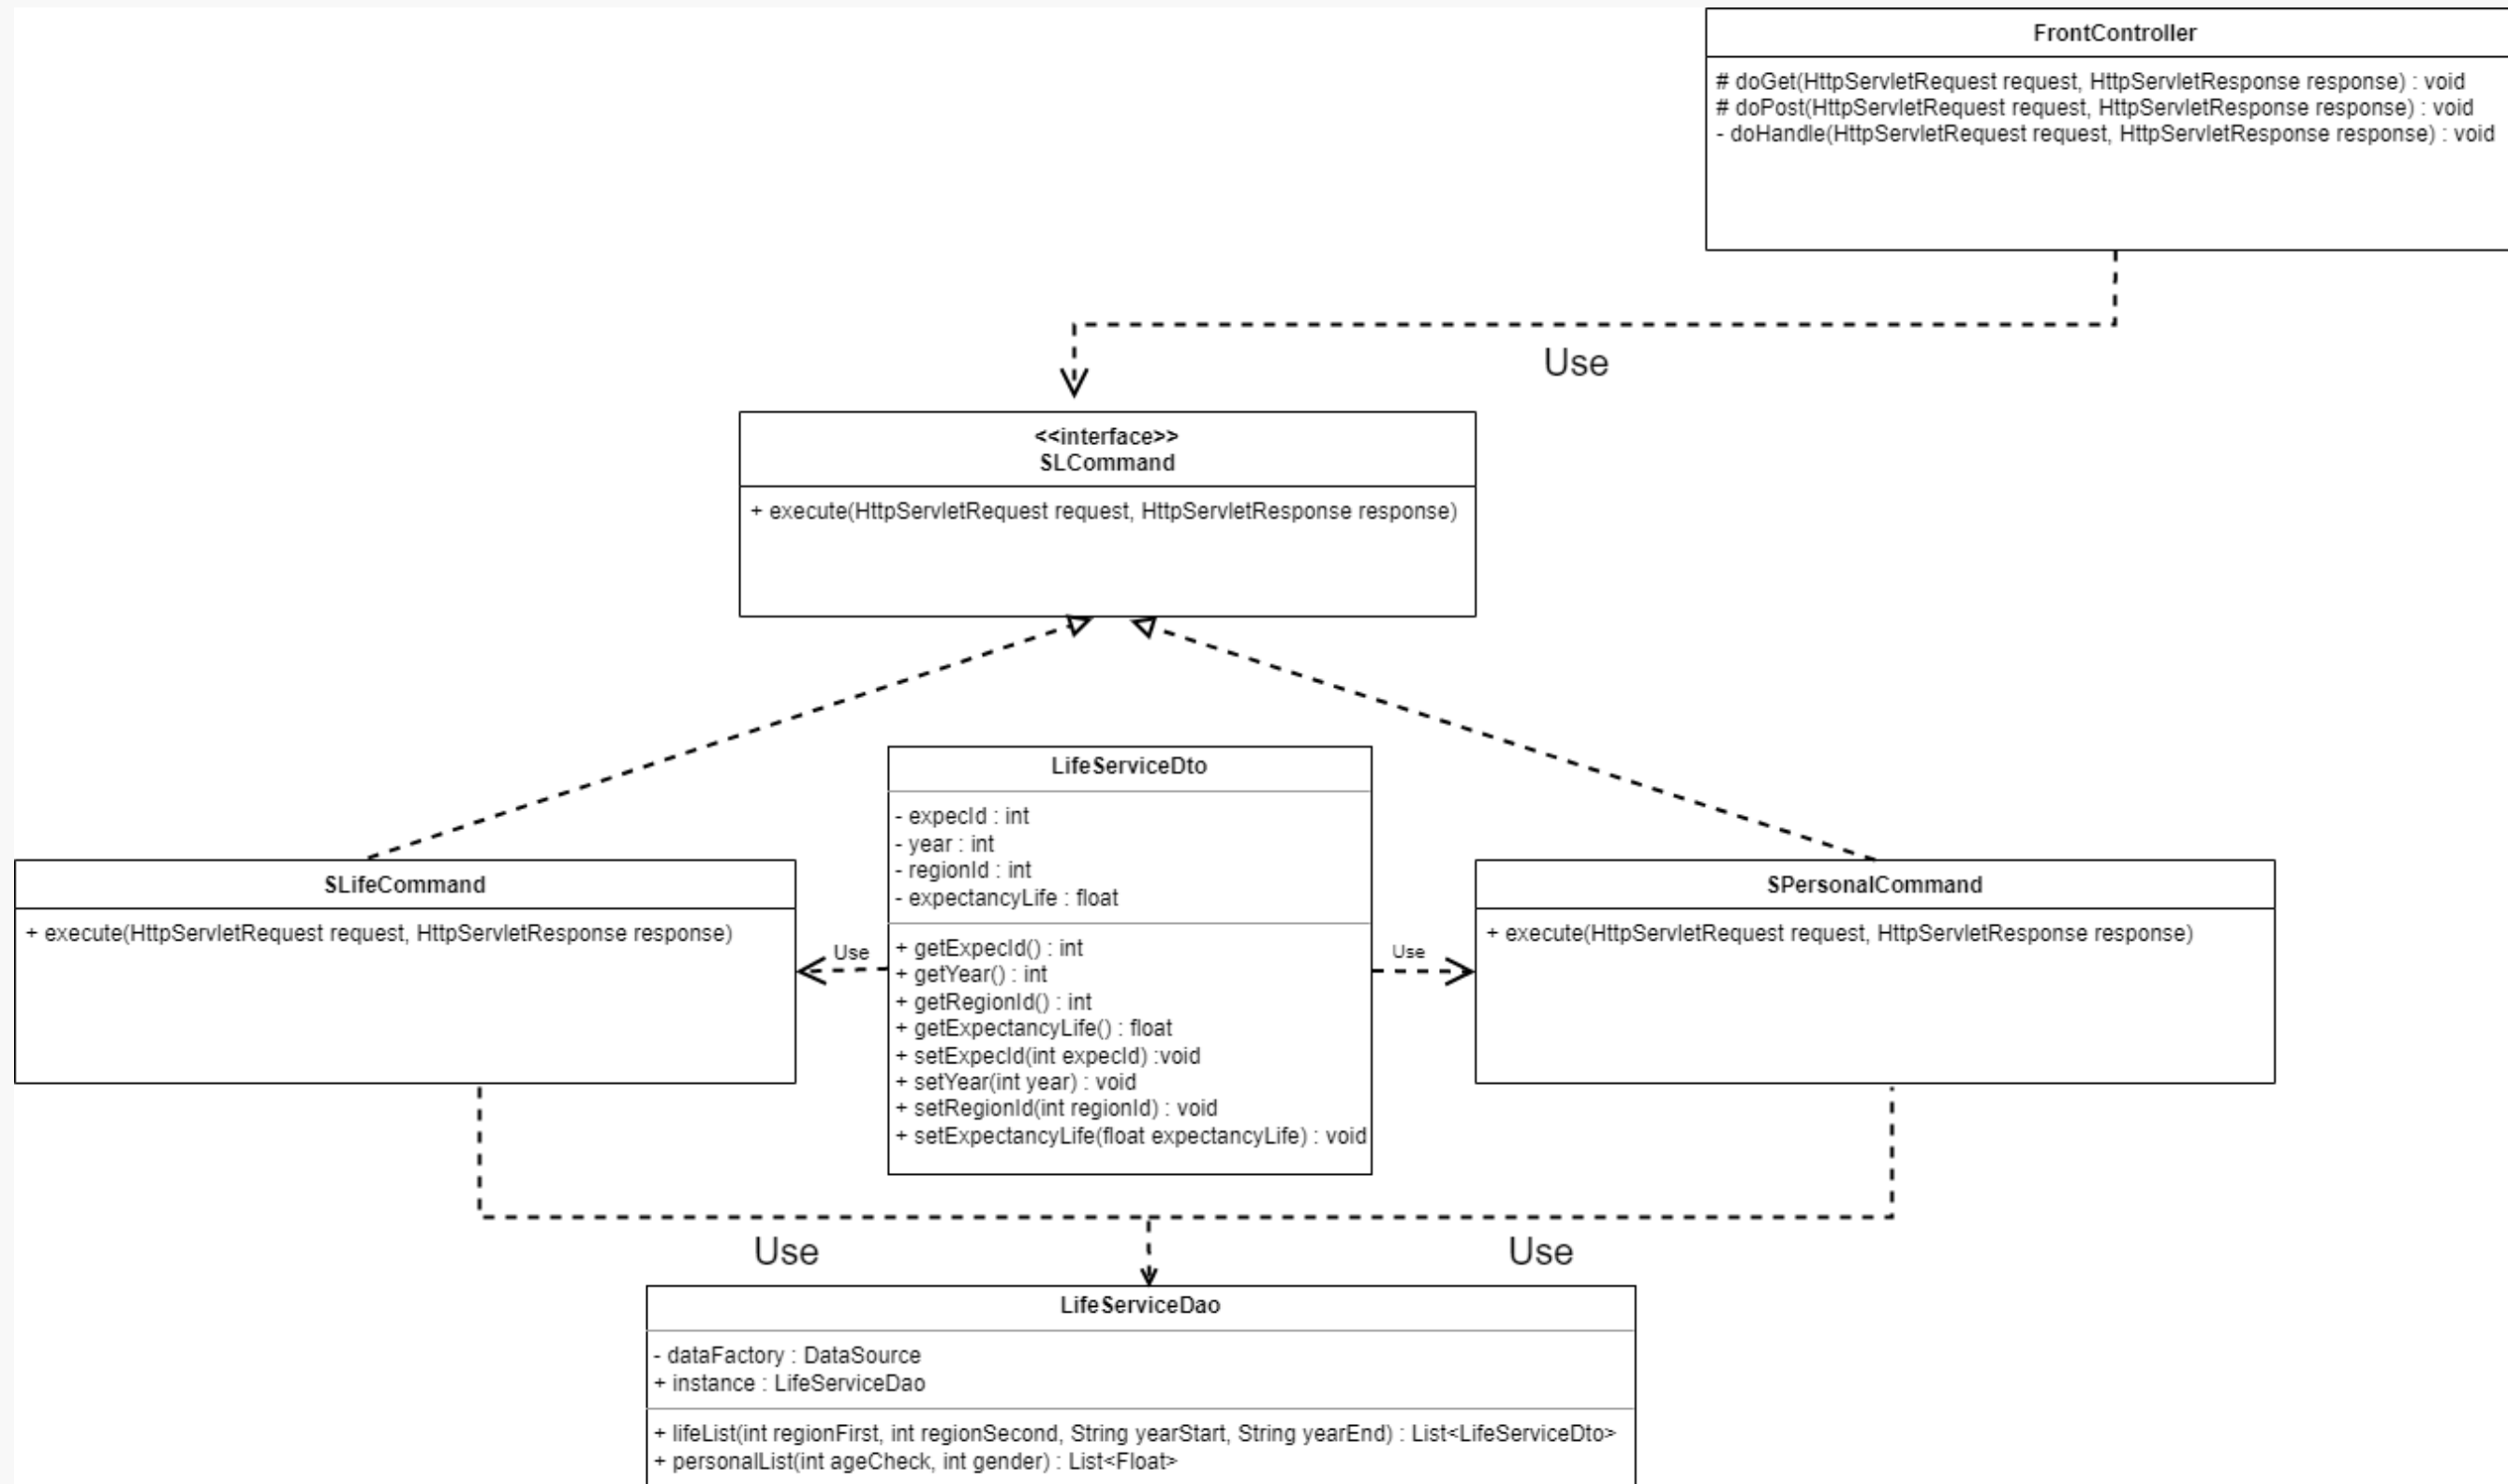 FrontController
# doGet(HttpServletRequest request, HttpServletResponse response) : void
# doPost(HttpServletRequest request, HttpServletResponse response) : void
- doHandle(HttpServletRequest request, HttpServletResponse response) : void
Use
<<interface>>
SLCommand
+ execute(HttpServletRequest request, HttpServletResponse response)
LifeServiceDto
- expecId : int
- year : int
- regionId : int
- expectancyLife : float
+ getExpecId() : int
+ getYear() : int
+ getRegionId() : int
+ getExpectancyLife() : float
+ setExpecId(int expecId) :void
+ setYear(int year) : void
+ setRegionId(int regionId) : void
+ setExpectancyLife(float expectancyLife) : void
SLifeCommand
+ execute(HttpServletRequest request, HttpServletResponse response)
Use
Use
SPersonalCommand
+ execute(HttpServletRequest request, HttpServletResponse response)
Use
Use
LifeServiceDao
- dataFactory : DataSource
+ instance : LifeServiceDao
+ lifeList(int regionFirst, int regionSecond, String yearStart, String yearEnd) : List<LifeServiceDto>
+ personalList(int ageCheck, int gender) : List<Float>